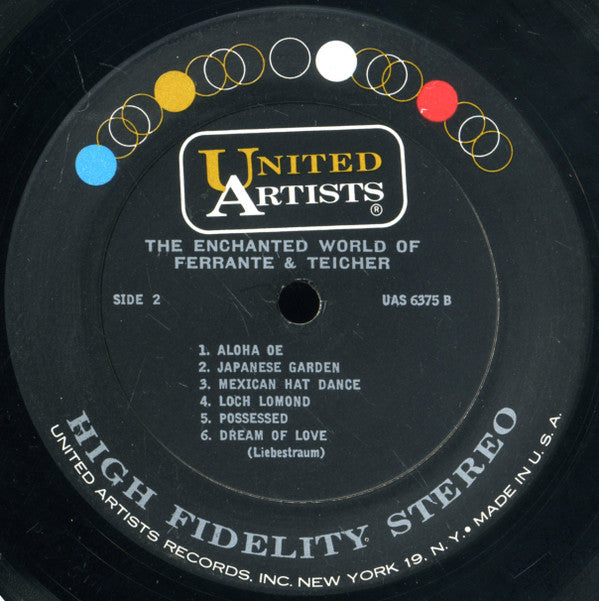 UNITED
ARTISTS
®
THE ENCHANTED WORLD OF
FERRANTE & TEICHER
SIDE 2
UAS 6375 B
1. ALOHA OE
2. JAPANESE GARDEN
3. MEXICAN HAT DANCE
4. LOCH LOMOND
5. POSSESSED
6. DREAM OF LOVE
(Liebestraum)
HIGH FIDELITY STEREO
UNITED ARTISTS RECORDS, INC. NEW YORK 19, N.Y. • MADE IN U.S.A.